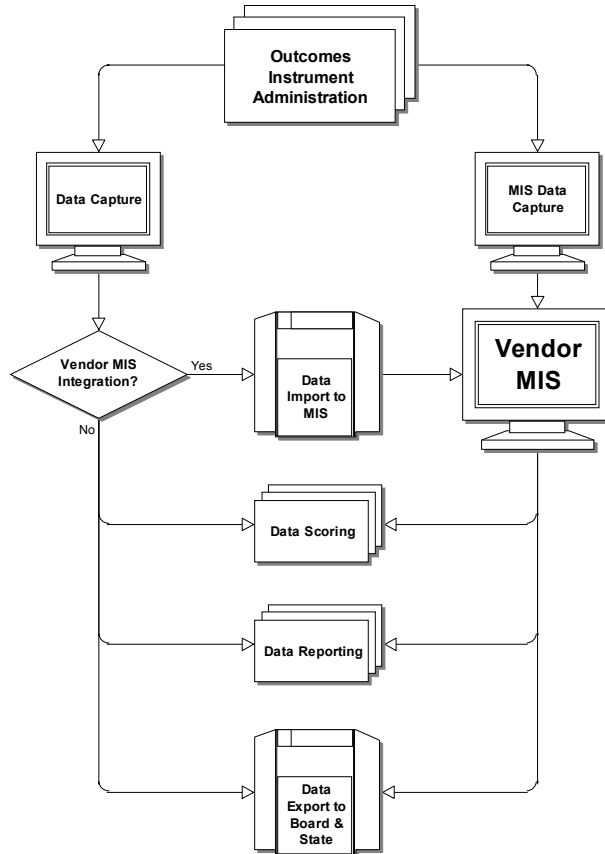 Outcomes
Instrument
Administration
Data Capture
MIS Data
Capture
Vendor MIS
Integration?
Yes
No
Data
Import to
MIS
Vendor
MIS
Data Scoring
Data Reporting
Data
Export to
Board &
State